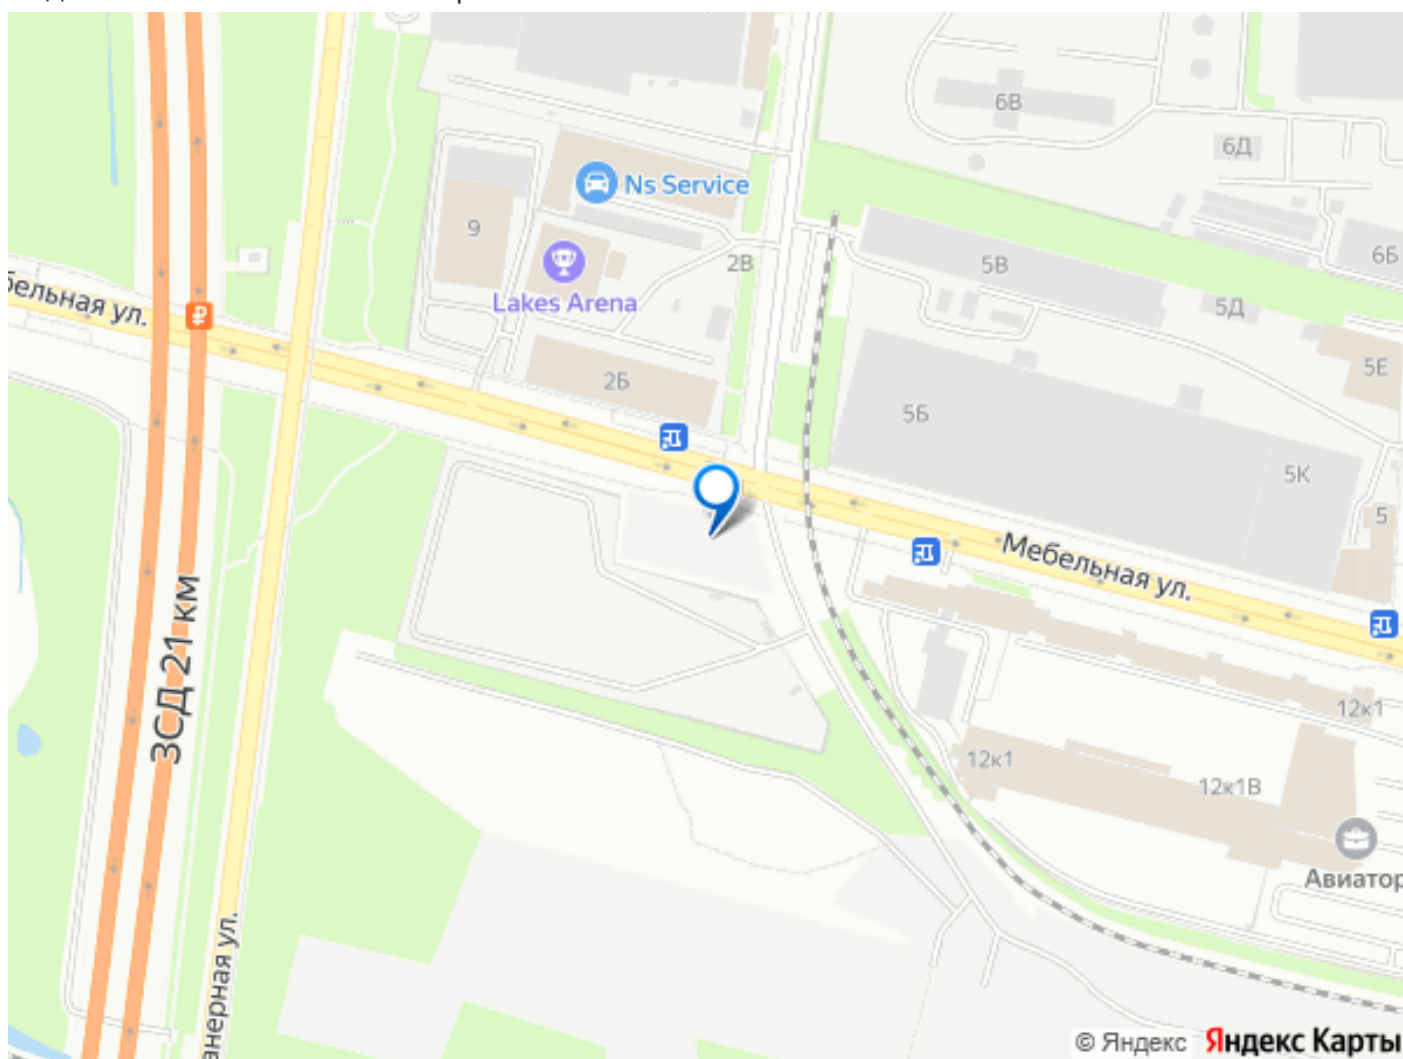 6В
6Д
Ns Service
9
2В
5В
6Б
Lakes Arena
5Д
бельная ул.
₽
2Б
5Е
5Б
5К
5
Мебельная ул.
ЗСД 21 км
12к1
12к1
12к1В
Авиатор
анерная ул.
© Яндекс Яндекс Карты